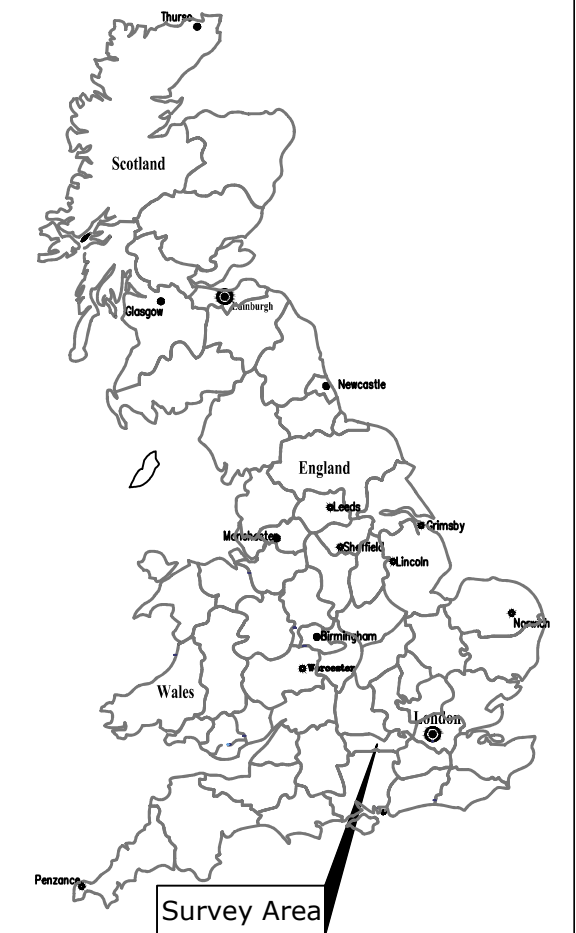 Thurso
Scotland
Glasgow
Edinburgh
Newcastle
England
Leeds
Grimsby
Manchester
Sheffield
Lincoln
Norwich
Birmingham
Worcester
Wales
London
Penzance
Survey Area